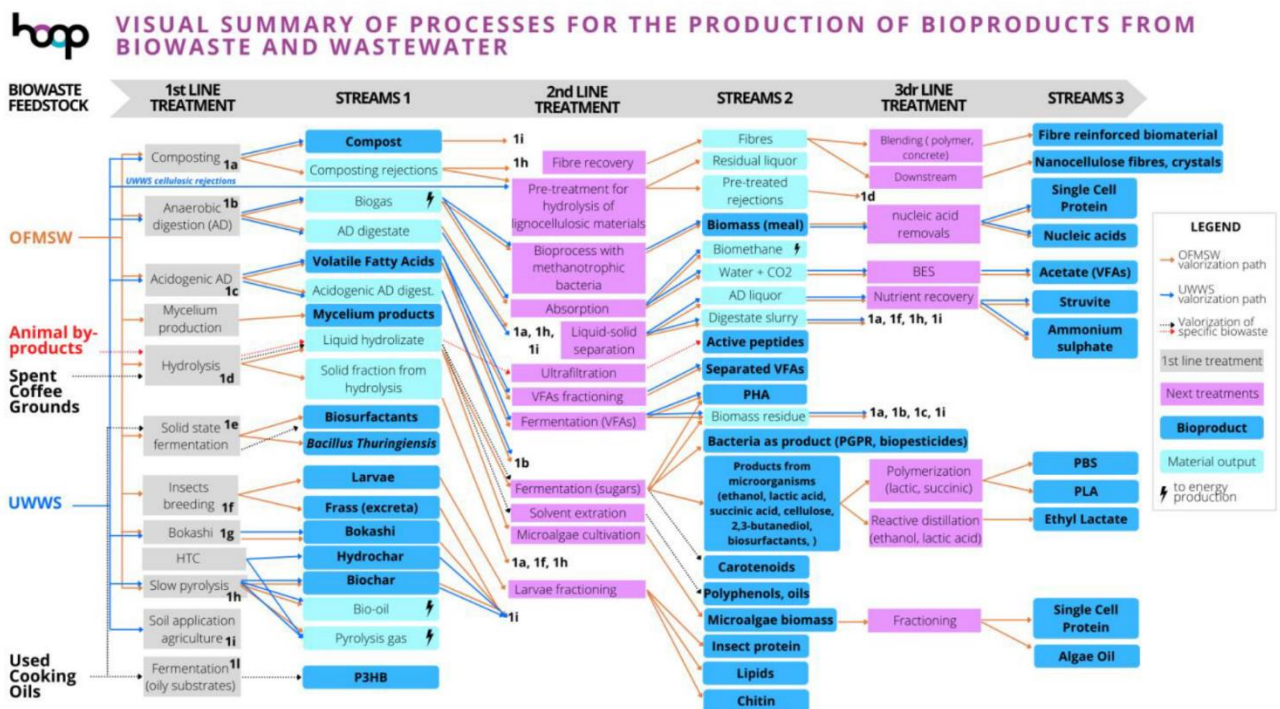 hoop
VISUAL SUMMARY OF PROCESSES FOR THE PRODUCTION OF BIOPRODUCTS FROM
BIOWASTE AND WASTEWATER
BIOWASTE
FEEDSTOCK
1st LINE
TREATMENT
STREAMS 1
2nd LINE
TREATMENT
STREAMS 2
3dr LINE
TREATMENT
STREAMS 3
OFMSW
Animal by-
products
Spent
Coffee
Grounds
UWWS
Used
Cooking
Oils
Composting 1a
UWWS cellulosic rejections
Anaerobic 1b
digestion (AD)
Acidogenic AD
1c
Mycelium
production
Hydrolysis
1d
Solid state 1e
fermentation
Insects
breeding 1f
Bokashi 1g
HTC
Slow pyrolysis
1h
Soil application
agriculture 1i
Fermentation 1l
(oily substrates)
Compost
Composting rejections
Biogas
AD digestate
Volatile Fatty Acids
Acidogenic AD digest.
Mycelium products
Liquid hydrolizate
Solid fraction from
hydrolysis
Biosurfactants
Bacillus Thuringiensis
Larvae
Frass (excreta)
Bokashi
Hydrochar
Biochar
Bio-oil
Pyrolysis gas
P3HB
1i
1h
Fibre recovery
Pre-treatment for
hydrolysis of
lignocellulosic materials
Bioprocess with
methanotrophic
bacteria
Absorption
1a, 1h,
1i
Liquid-solid
separation
Ultrafiltration
VFAs fractioning
Fermentation (VFAs)
1b
Fermentation (sugars)
Solvent extration
Microalgae cultivation
1a, 1f, 1h
Larvae fractioning
1i
Fibres
Residual liquor
Pre-treated
rejections
Biomass (meal)
Biomethane
Water + CO2
AD liquor
Digestate slurry
Active peptides
Separated VFAs
PHA
Biomass residue
Bacteria as product (PGPR, biopesticides)
Products from
microorganisms
(ethanol, lactic acid,
succinic acid, cellulose,
2,3-butanediol,
biosurfactants, )
Carotenoids
Polyphenols, oils
Microalgae biomass
Insect protein
Lipids
Chitin
Blending ( polymer,
concrete)
Downstream
1d
nucleic acid
removals
BES
Nutrient recovery
1a, 1f, 1h, 1i
1a, 1b, 1c, 1i
Polymerization
(lactic, succinic)
Reactive distillation
(ethanol, lactic acid)
Fractioning
Fibre reinforced biomaterial
Nanocellulose fibres, crystals
Single Cell
Protein
Nucleic acids
Acetate (VFAs)
Struvite
Ammonium
sulphate
PBS
PLA
Ethyl Lactate
Single Cell
Protein
Algae Oil
LEGEND
OFMSW
valorization path
UWWS
valorization path
Valorization of
specific biowaste
1st line treatment
Next treatments
Bioproduct
Material output
to energy
production